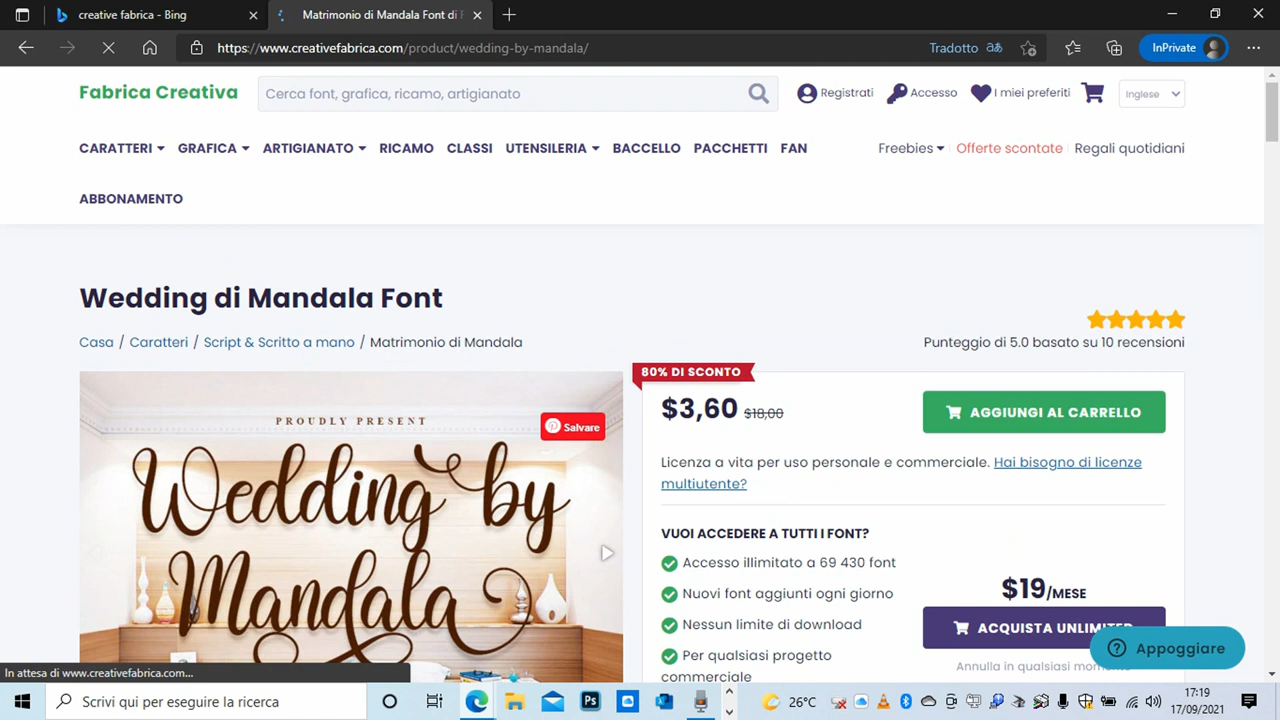 creative fabrica - Bing
Matrimonio di Mandala Font di F
https://www.creativefabrica.com/product/wedding-by-mandala/
Tradotto
InPrivate
Fabrica Creativa
Cerca font, grafica, ricamo, artigianato
Registrati
Accesso
I miei preferiti
Inglese
CARATTERI
GRAFICA
ARTIGIANATO
RICAMO
CLASSI
UTENSILERIA
BACCELLO
PACCHETTI
FAN
Freebies
Offerte scontate
Regali quotidiani
ABBONAMENTO
Wedding di Mandala Font
Casa / Caratteri / Script & Scritto a mano / Matrimonio di Mandala
Punteggio di 5.0 basato su 10 recensioni
PROUDLY PRESENT
Salvare
Wedding by
Mandala
80% DI SCONTO
$3,60 $18,00
AGGIUNGI AL CARRELLO
Licenza a vita per uso personale e commerciale. Hai bisogno di licenze
multiutente?
VUOI ACCEDERE A TUTTI I FONT?
Accesso illimitato a 69 430 font
Nuovi font aggiunti ogni giorno
Nessun limite di download
Per qualsiasi progetto
commerciale
$19/MESE
ACQUISTA UNLIMITED
Annulla in qualsiasi momento
Appoggiare
In attesa di www.creativefabrica.com...
Scrivi qui per eseguire la ricerca
Ps
26°C
17:19
17/09/2021